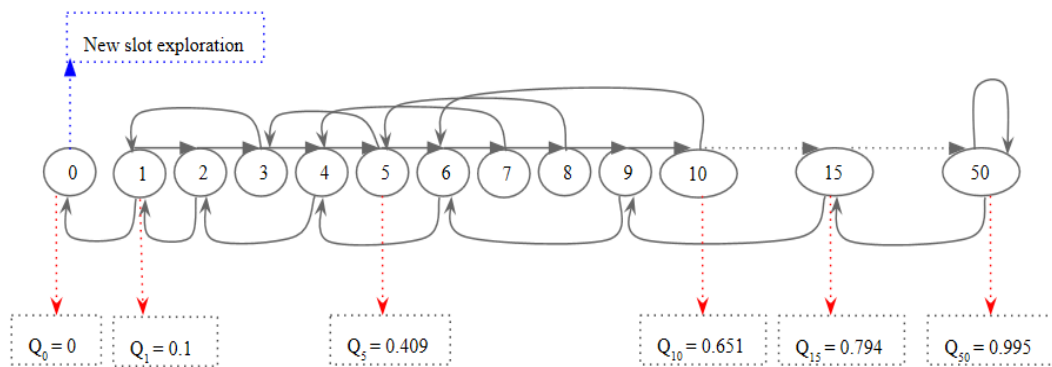 New slot exploration
0 1 2 3 4 5 6 7 8 9 10 15 50
Q0 = 0 Q1 = 0.1 Q5 = 0.409 Q10 = 0.651 Q15 = 0.794 Q50 = 0.995